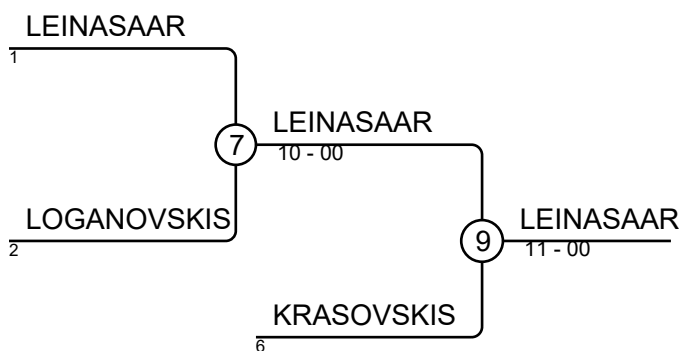 LEINASAAR
1
LEINASAAR
7
10 - 00
LOGANOVSKIS
2
LEINASAAR
9
11 - 00
KRASOVSKIS
6